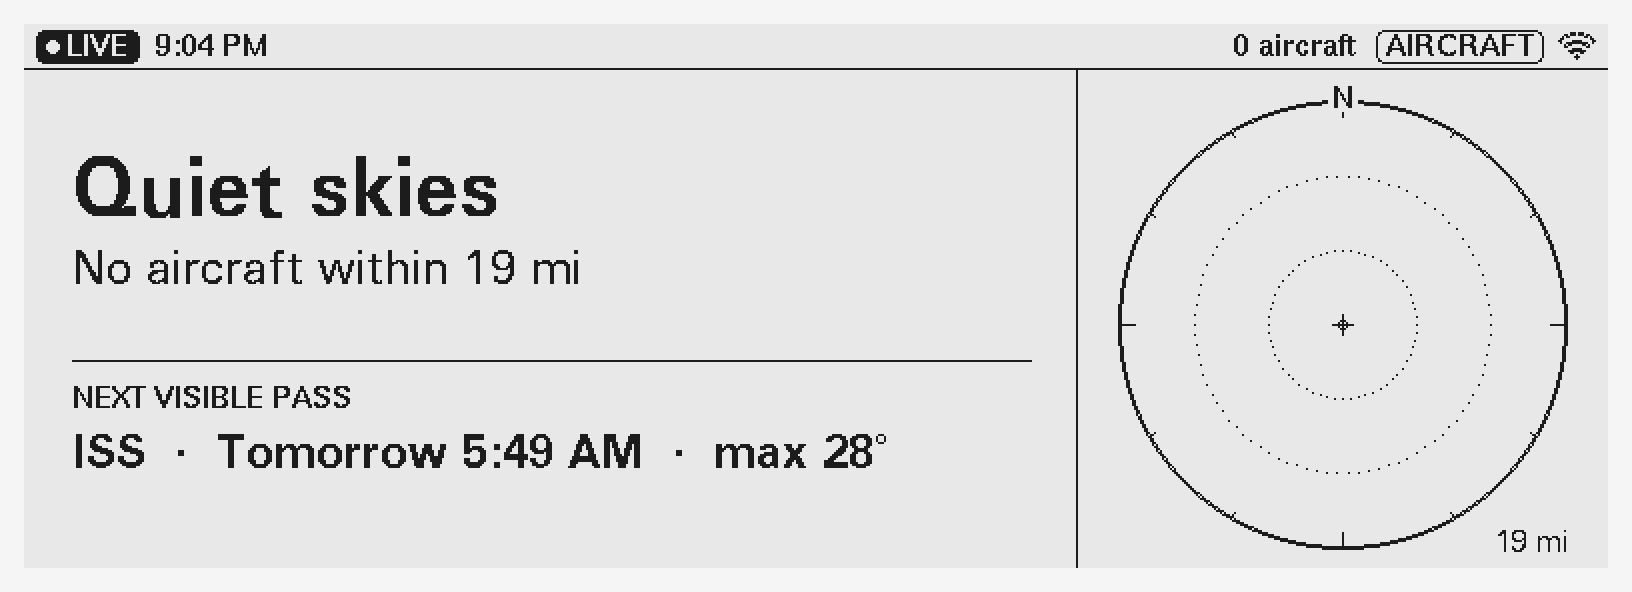 LIVE 9:04 PM 0 aircraft AIRCRAFT
N
Quiet skies
No aircraft within 19 mi
NEXT VISIBLE PASS
ISS · Tomorrow 5:49 AM · max 28°
19 mi